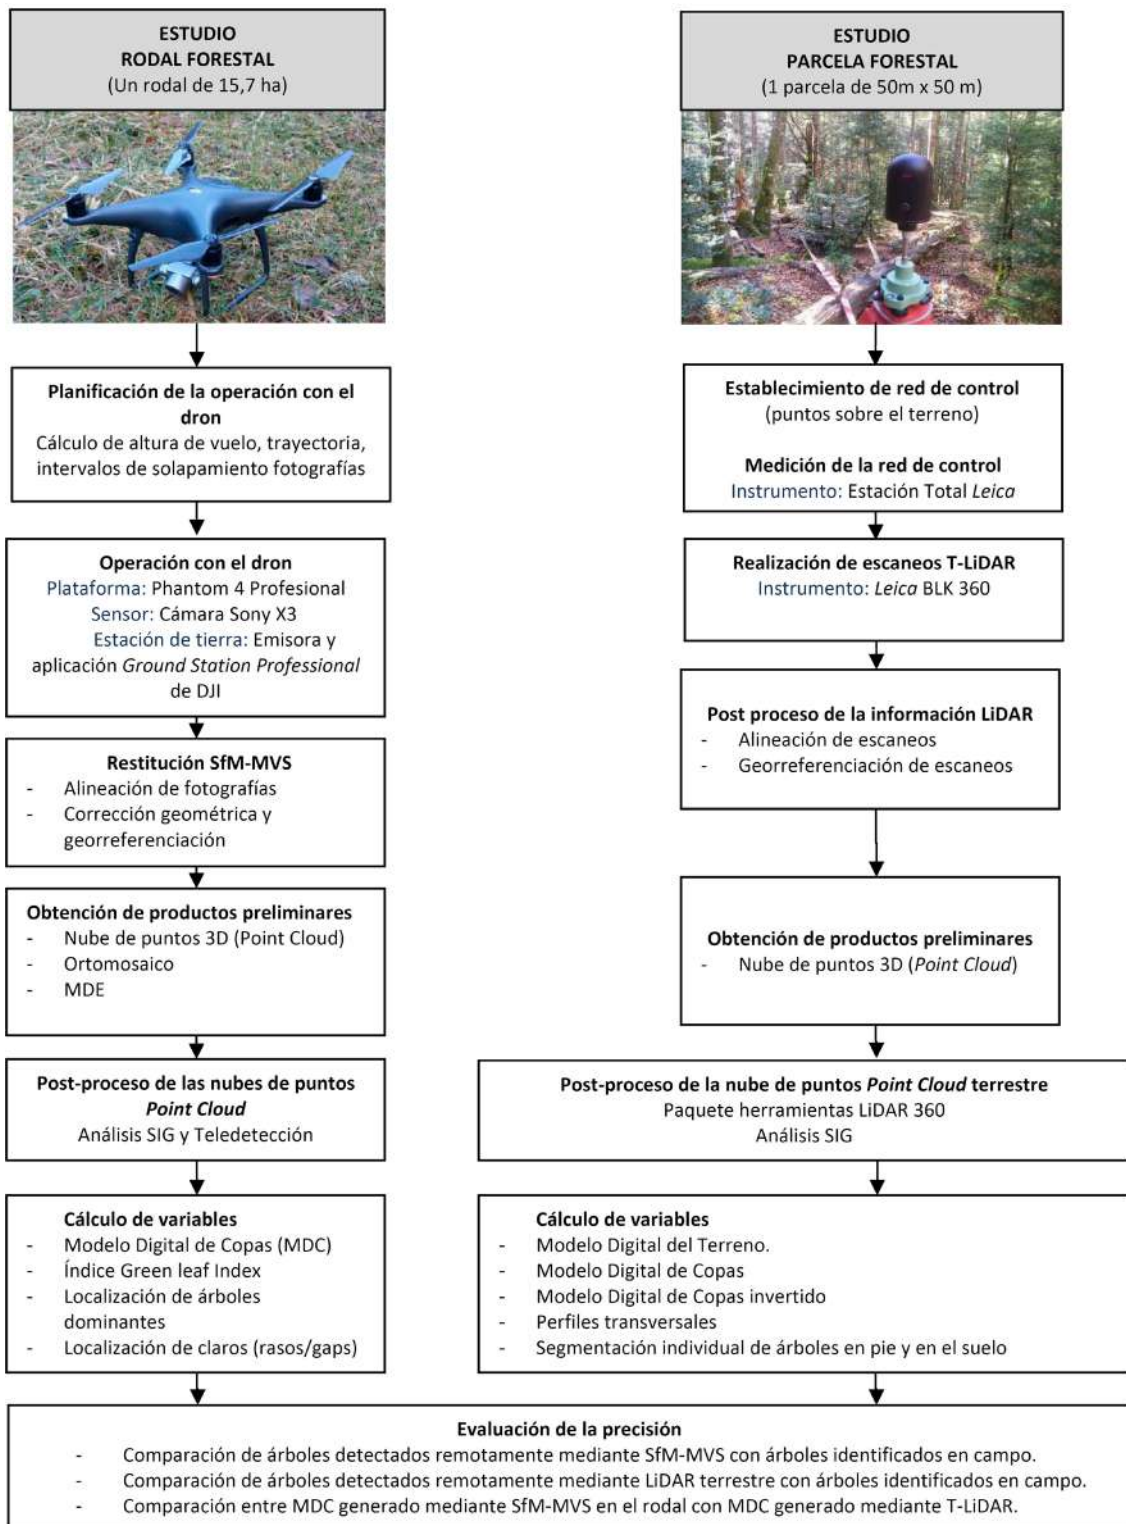 ESTUDIO
RODAL FORESTAL
(Un rodal de 15,7 ha)
Planificación de la operación con el
dron
Cálculo de altura de vuelo, trayectoria,
intervalos de solapamiento fotografías
Operación con el dron
Plataforma: Phantom 4 Profesional
Sensor: Cámara Sony X3
Estación de tierra: Emisora y
aplicación Ground Station Professional
de DJI
Restitución SfM-MVS
- Alineación de fotografías
- Corrección geométrica y
georreferenciación
Obtención de productos preliminares
- Nube de puntos 3D (Point Cloud)
- Ortomosaico
- MDE
Post-proceso de las nubes de puntos
Point Cloud
Análisis SIG y Teledetección
Cálculo de variables
- Modelo Digital de Copas (MDC)
- Índice Green leaf Index
- Localización de árboles
dominantes
- Localización de claros (rasos/gaps)
ESTUDIO
PARCELA FORESTAL
(1 parcela de 50m x 50 m)
Establecimiento de red de control
(puntos sobre el terreno)
Medición de la red de control
Instrumento: Estación Total Leica
Realización de escaneos T-LiDAR
Instrumento: Leica BLK 360
Post proceso de la información LiDAR
- Alineación de escaneos
- Georreferenciación de escaneos
Obtención de productos preliminares
- Nube de puntos 3D (Point Cloud)
Post-proceso de la nube de puntos Point Cloud terrestre
Paquete herramientas LiDAR 360
Análisis SIG
Cálculo de variables
- Modelo Digital del Terreno.
- Modelo Digital de Copas
- Modelo Digital de Copas invertido
- Perfiles transversales
- Segmentación individual de árboles en pie y en el suelo
Evaluación de la precisión
- Comparación de árboles detectados remotamente mediante SfM-MVS con árboles identificados en campo.
- Comparación de árboles detectados remotamente mediante LiDAR terrestre con árboles identificados en campo.
- Comparación entre MDC generado mediante SfM-MVS en el rodal con MDC generado mediante T-LiDAR.